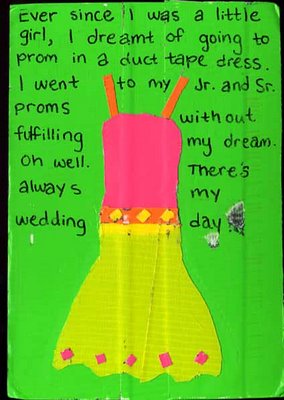 Ever since I was a little
girl, I dreamt of going to
prom in a duct tape dress.
I went to my Jr. and Sr.
proms without
fulfilling my dream.
Oh well. There's
always my
wedding day